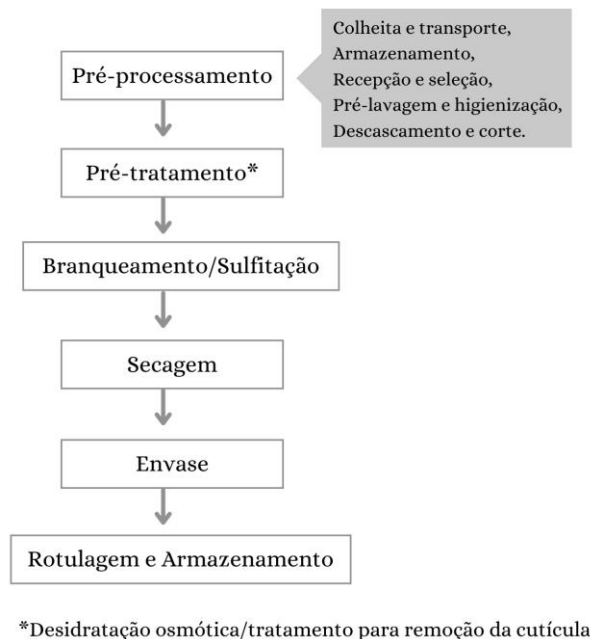 Pré-processamento
Colheita e transporte,
Armazenamento,
Recepção e seleção,
Pré-lavagem e higienização,
Descascamento e corte.
Pré-tratamento*
Branqueamento/Sulfitação
Secagem
Envase
Rotulagem e Armazenamento
*Desidratação osmótica/tratamento para remoção da cutícula